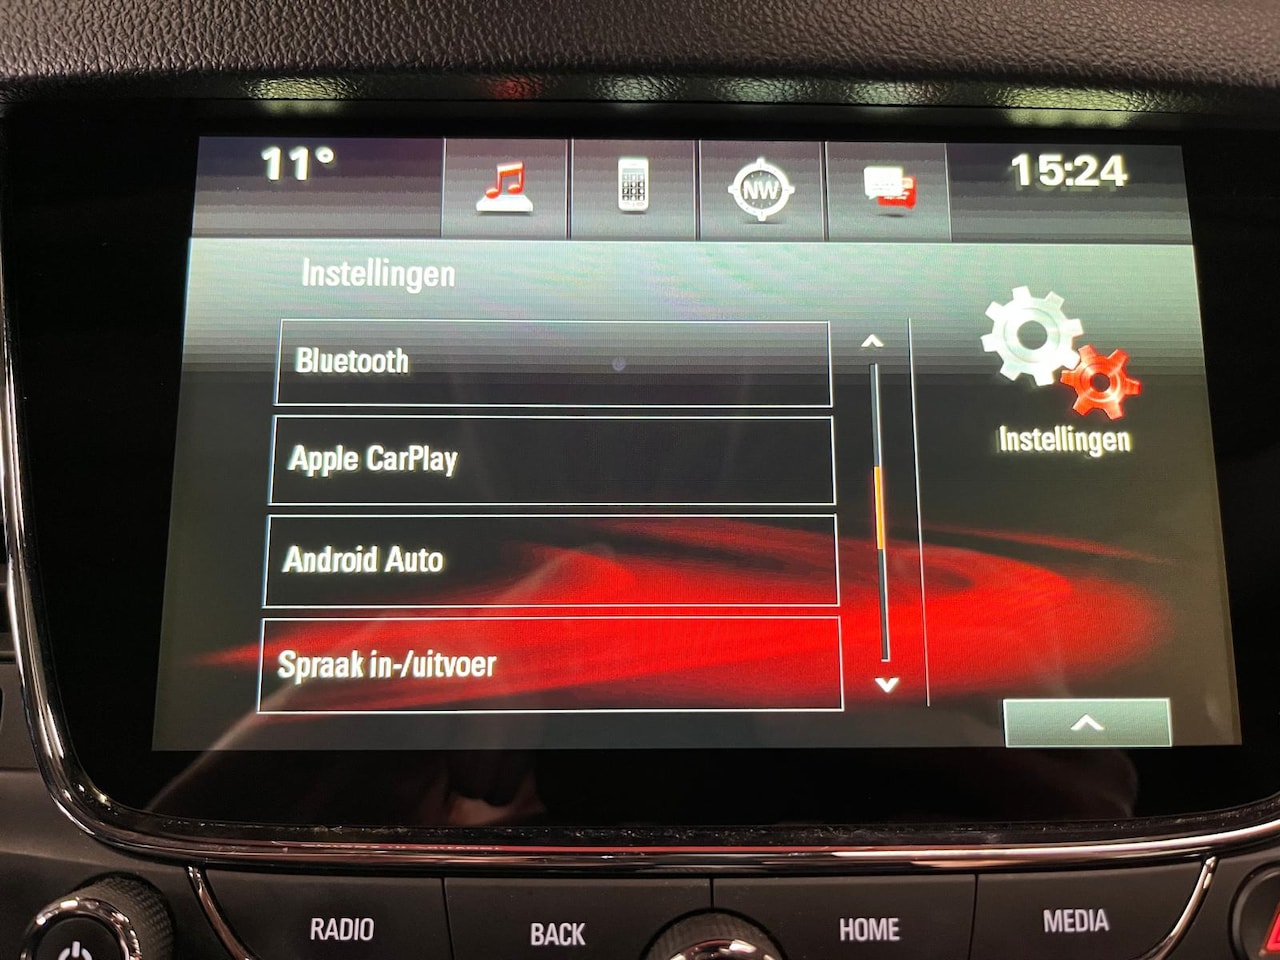 11°
NW
15:24
Instellingen
Bluetooth
Apple CarPlay
Android Auto
Spraak in-/uitvoer
Instellingen
RADIO
BACK
HOME
MEDIA